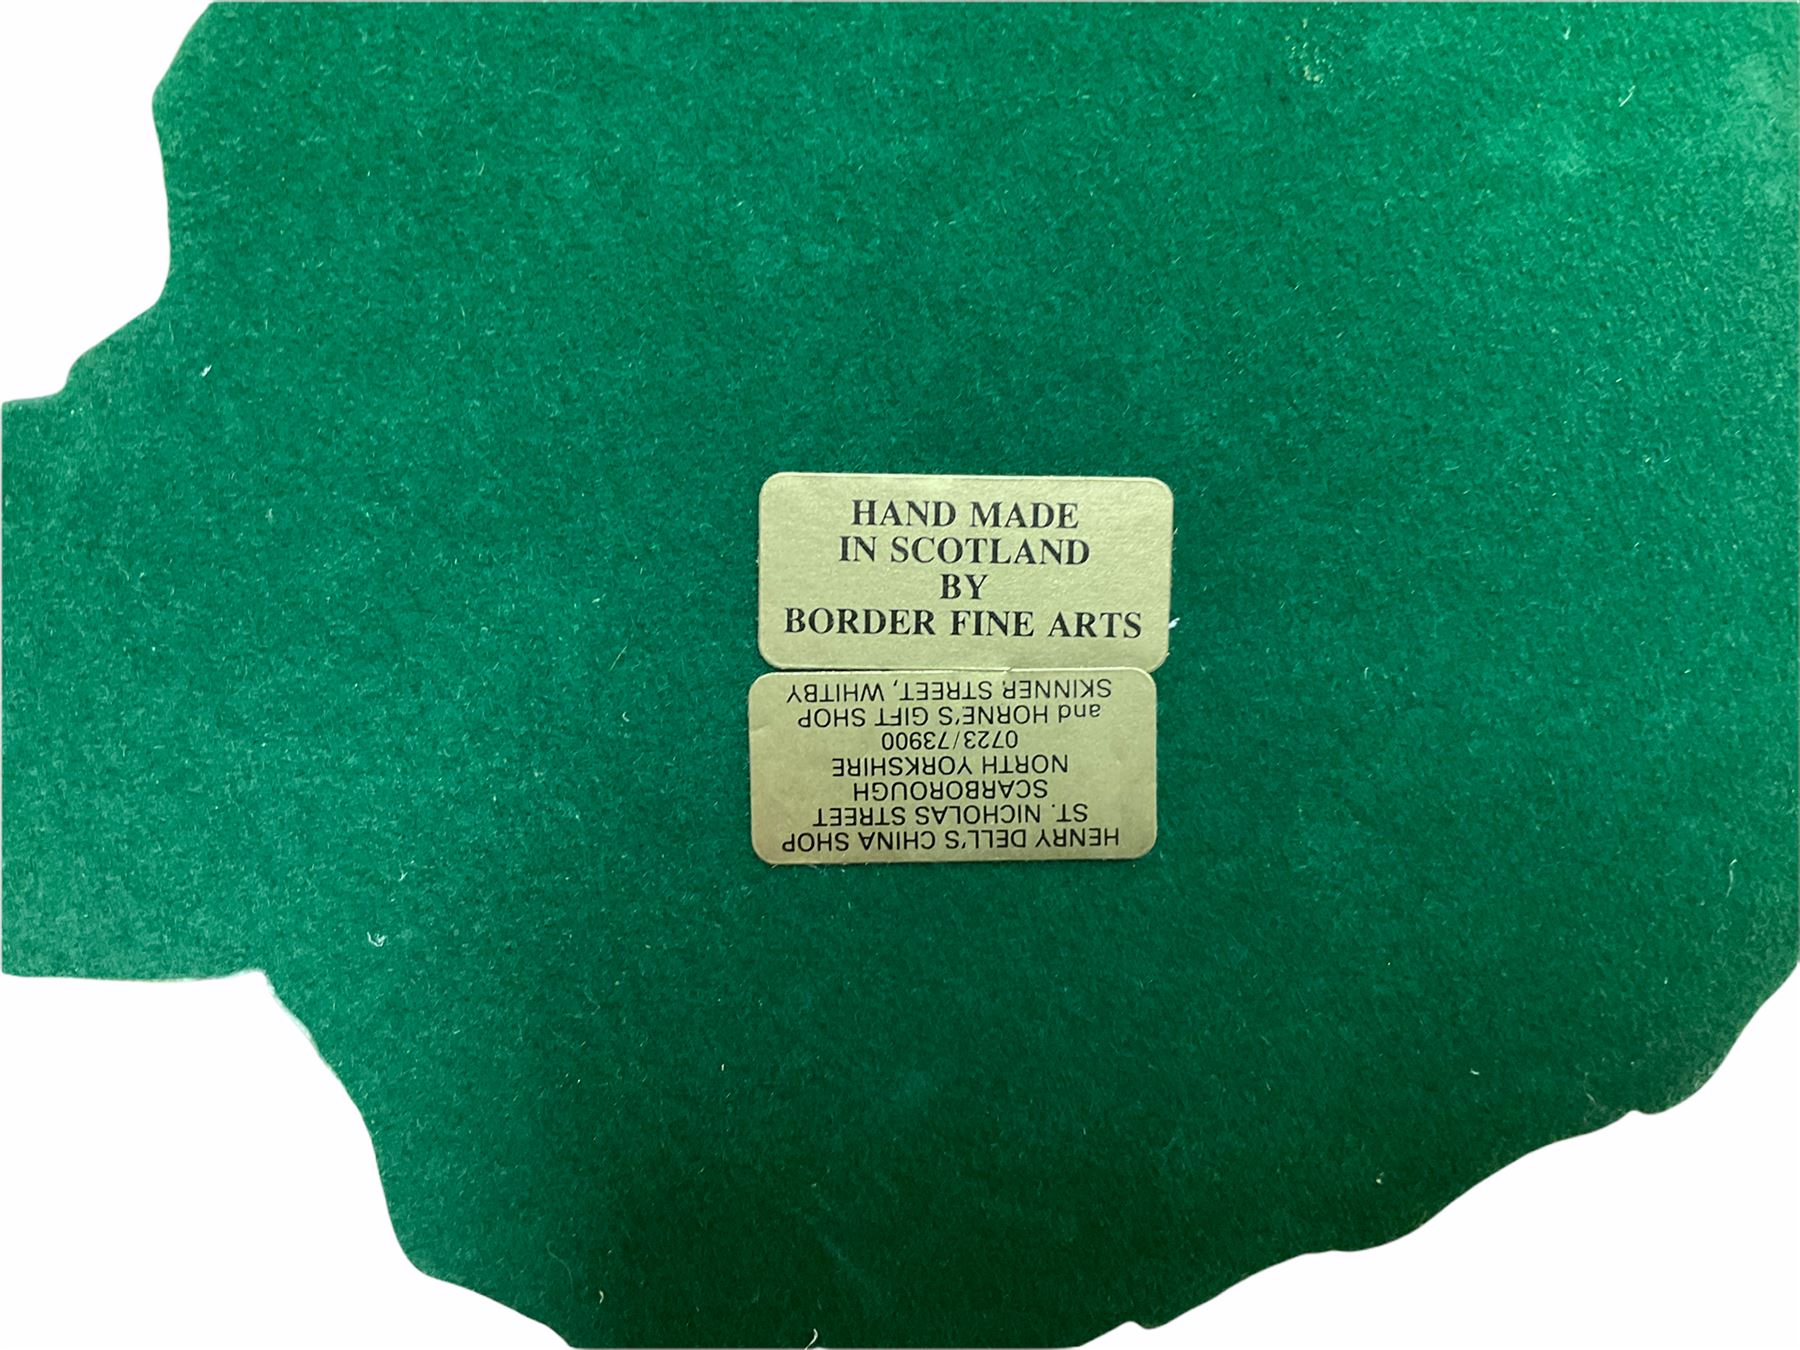 HAND MADE
IN SCOTLAND
BY
BORDER FINE ARTS
HENRY DELL'S CHINA SHOP
ST. NICHOLAS STREET
SCARBOROUGH
NORTH YORKSHIRE
0723/73900
and HORNE'S GIFT SHOP
SKINNER STREET, WHITBY